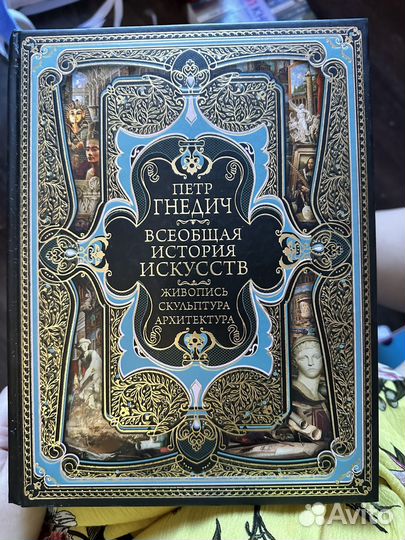 ПЕТР
ГНЕДИЧ
ВСЕОБЩАЯ
ИСТОРИЯ
ИСКУССТВ
ЖИВОПИСЬ
СКУЛЬПТУРА
АРХИТЕКТУРА
Avito